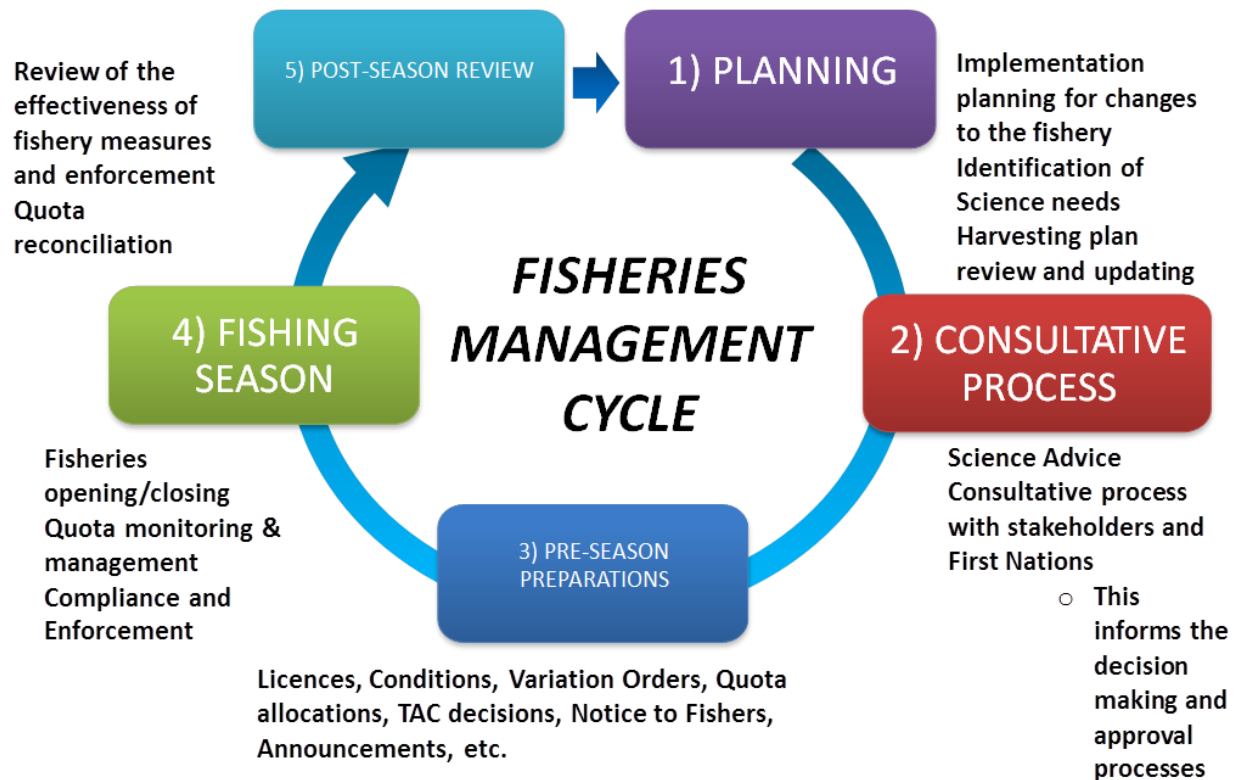 5) POST-SEASON REVIEW
1) PLANNING
Review of the
effectiveness of
fishery measures
and enforcement
Quota
reconciliation
Implementation
planning for changes
to the fishery
Identification of
Science needs
Harvesting plan
review and updating
FISHERIES
MANAGEMENT
CYCLE
4) FISHING
SEASON
2) CONSULTATIVE
PROCESS
Fisheries
opening/closing
Quota monitoring &
management
Compliance and
Enforcement
Science Advice
Consultative process
with stakeholders and
First Nations
o This
informs the
decision
making and
approval
processes
3) PRE-SEASON
PREPARATIONS
Licences, Conditions, Variation Orders, Quota
allocations, TAC decisions, Notice to Fishers,
Announcements, etc.